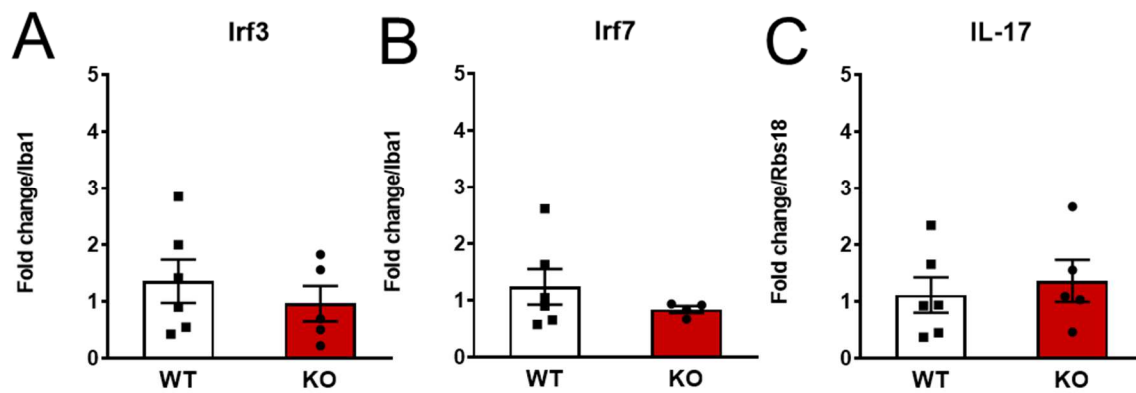 A
Irf3
Fold change/Iba1
5
4
3
2
1
0
WT
KO
B
Irf7
Fold change/Iba1
5
4
3
2
1
0
WT
KO
C
IL-17
Fold change/Rbs18
5
4
3
2
1
0
WT
KO